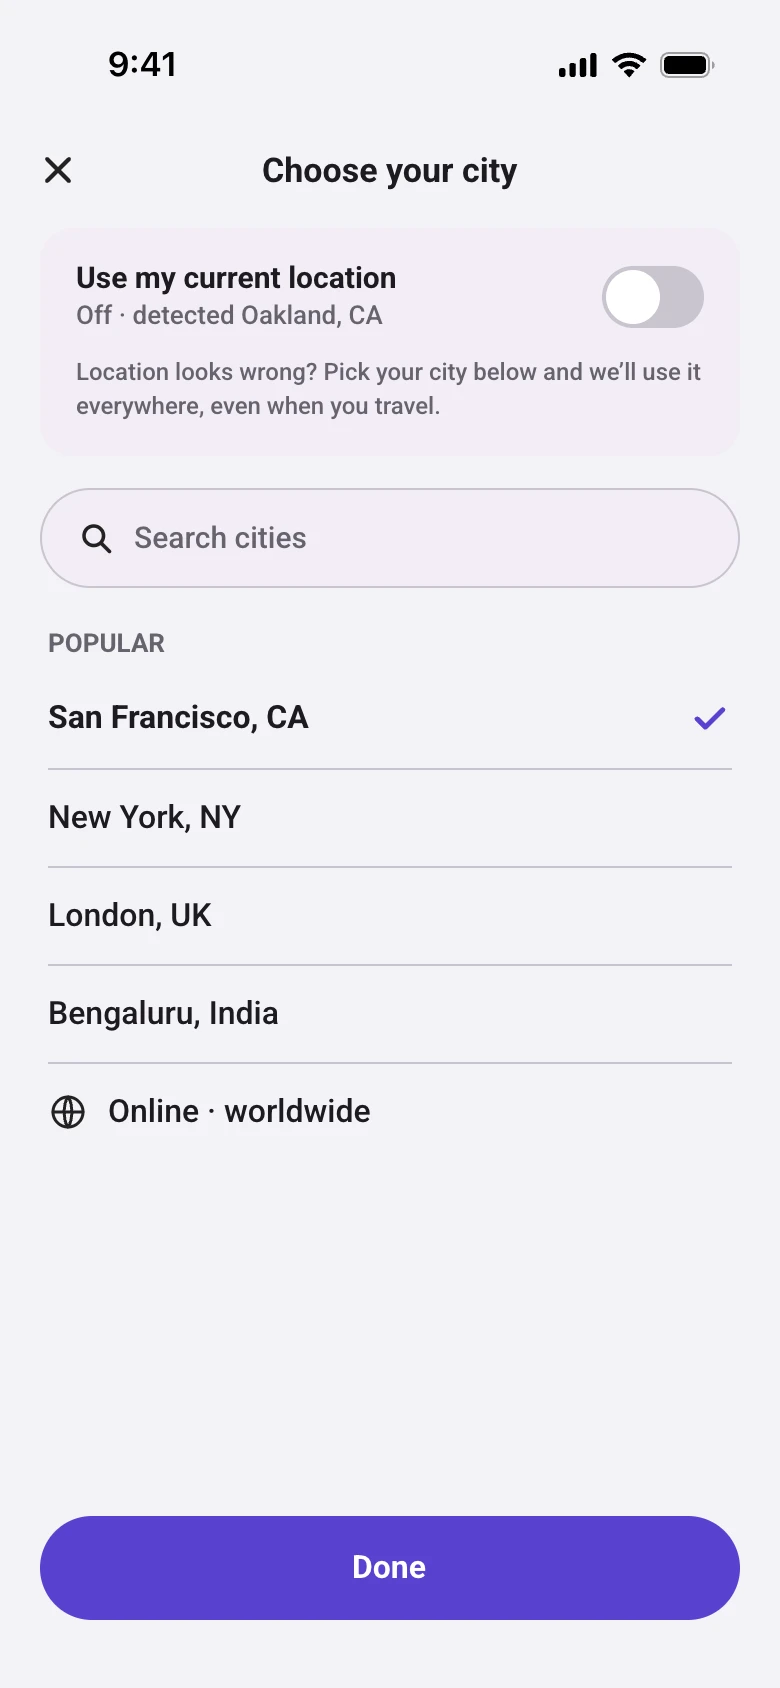 9:41
Choose your city
Use my current location
Off · detected Oakland, CA
Location looks wrong? Pick your city below and we’ll use it
everywhere, even when you travel.
Search cities
POPULAR
San Francisco, CA
New York, NY
London, UK
Bengaluru, India
Online · worldwide
Done